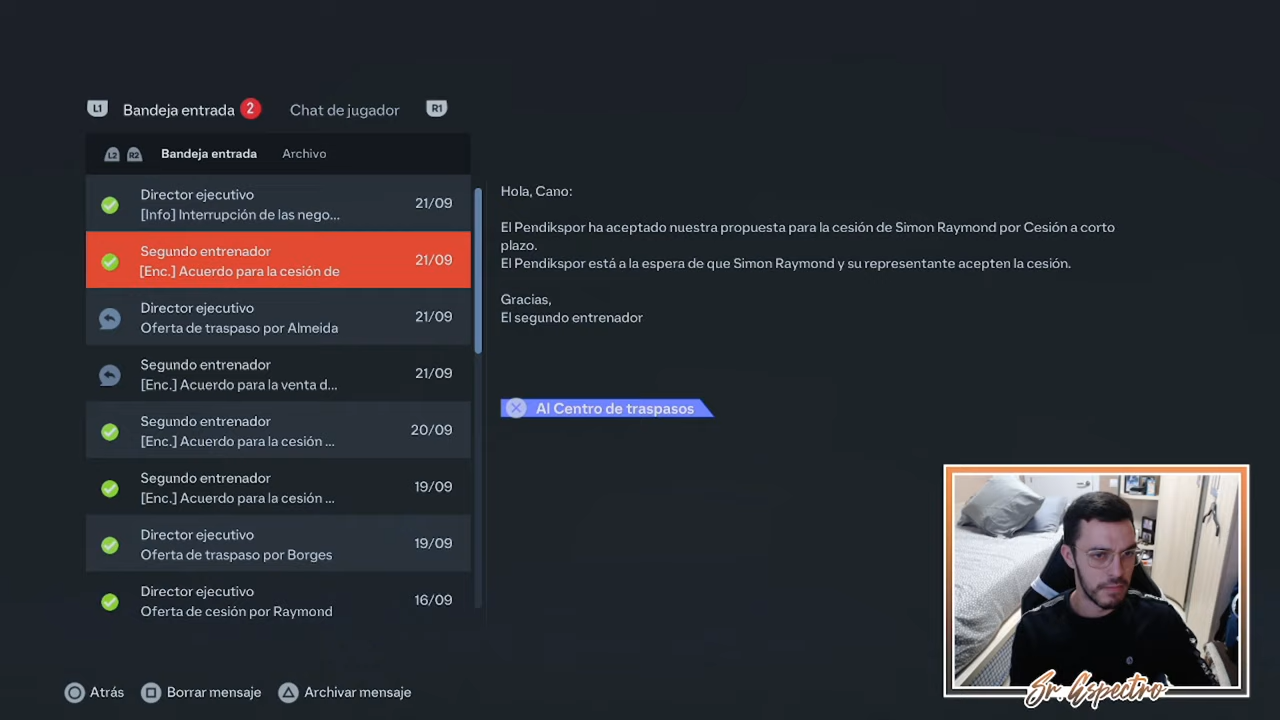 L1 Bandeja entrada 2 Chat de jugador R1
L2 R2 Bandeja entrada Archivo
Director ejecutivo
[Info] Interrupción de las nego...
21/09
Segundo entrenador
[Enc.] Acuerdo para la cesión de
21/09
Director ejecutivo
Oferta de traspaso por Almeida
21/09
Segundo entrenador
[Enc.] Acuerdo para la venta d...
21/09
Segundo entrenador
[Enc.] Acuerdo para la cesión ...
20/09
Segundo entrenador
[Enc.] Acuerdo para la cesión ...
19/09
Director ejecutivo
Oferta de traspaso por Borges
19/09
Director ejecutivo
Oferta de cesión por Raymond
16/09
Hola, Cano:
El Pendikspor ha aceptado nuestra propuesta para la cesión de Simon Raymond por Cesión a corto
plazo.
El Pendikspor está a la espera de que Simon Raymond y su representante acepten la cesión.
Gracias,
El segundo entrenador
Al Centro de traspasos
Atrás Borrar mensaje Archivar mensaje
Sr. Aspectro